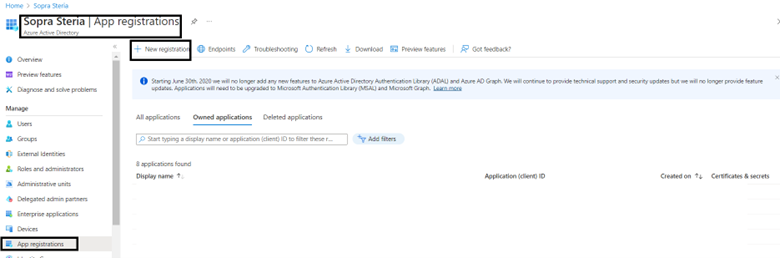 Home > Sopra Steria >
Sopra Steria | App registrations ...
Azure Active Directory
Overview
Preview features
Diagnose and solve problems
Manage
Users
Groups
External Identities
Roles and administrators
Administrative units
Delegated admin partners
Enterprise applications
Devices
App registrations
+ New registration Endpoints Troubleshooting Refresh Download Preview features Got feedback?
Starting June 30th, 2020 we will no longer add any new features to Azure Active Directory Authentication Library (ADAL) and Azure AD Graph. We will continue to provide technical support and security updates but we will no longer provide feature
updates. Applications will need to be upgraded to Microsoft Authentication Library (MSAL) and Microsoft Graph. Learn more
All applications Owned applications Deleted applications
Start typing a display name or application (client) ID to filter these r... Add filters
8 applications found
Display name Application (client) ID Created on Certificates & secrets